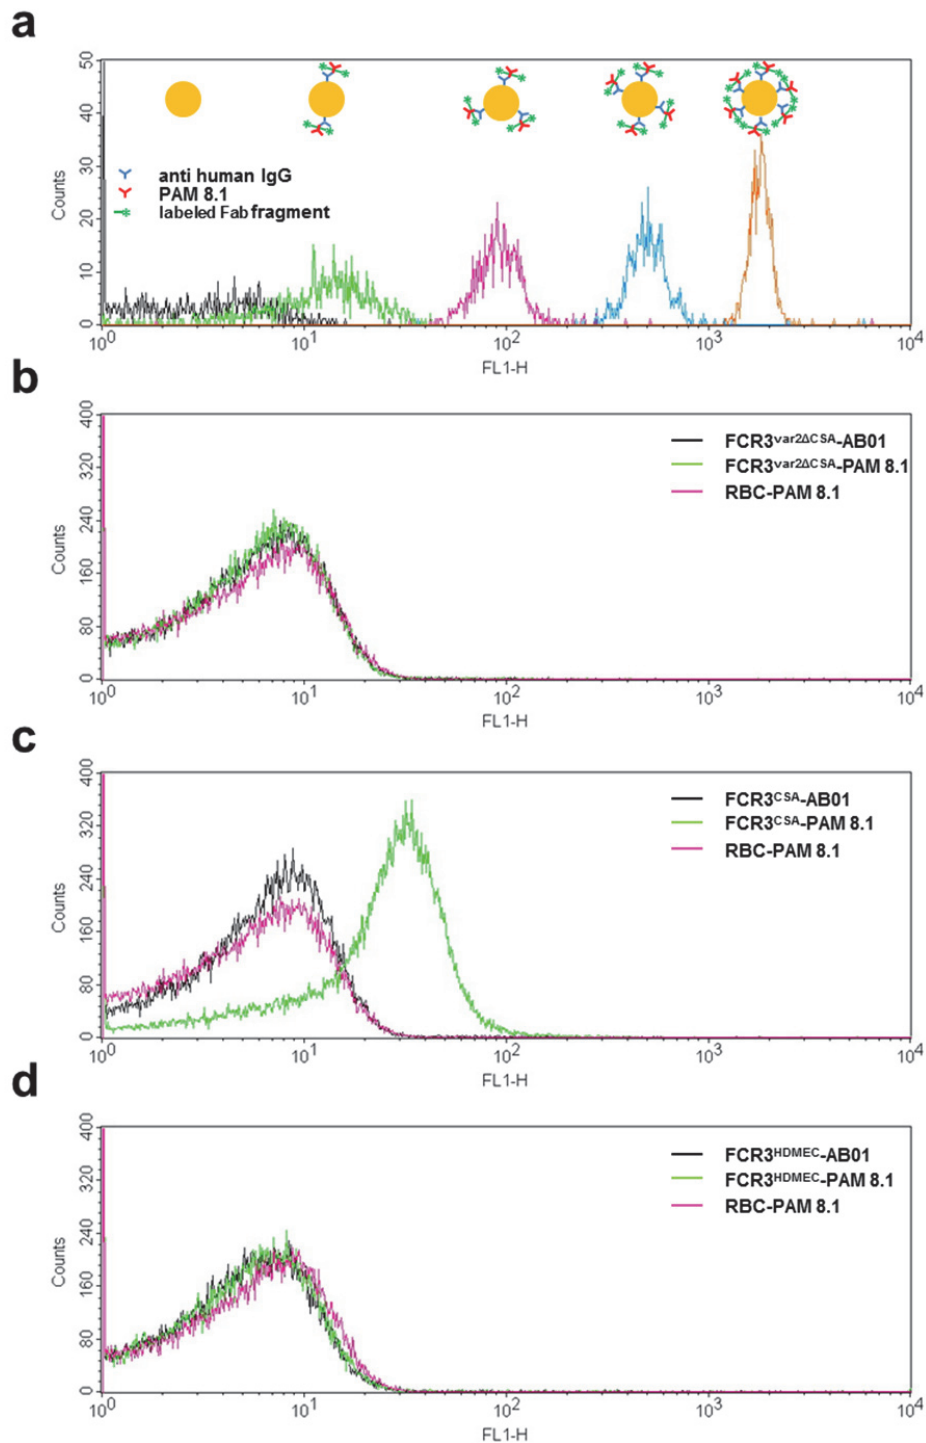 a
50
40
30
20
10
0
Counts
anti human IgG
PAM 8.1
labeled Fab fragment
10⁰ 10¹ 10² 10³ 10⁴
FL1-H
b
400
320
240
160
80
0
Counts
FCR3ᵛᵃʳ²ΔCSA-AB01
FCR3ᵛᵃʳ²ΔCSA-PAM 8.1
RBC-PAM 8.1
10⁰ 10¹ 10² 10³ 10⁴
FL1-H
c
400
320
240
160
80
0
Counts
FCR3CSA-AB01
FCR3CSA-PAM 8.1
RBC-PAM 8.1
10⁰ 10¹ 10² 10³ 10⁴
FL1-H
d
400
320
240
160
80
0
Counts
FCR3HDMEC-AB01
FCR3HDMEC-PAM 8.1
RBC-PAM 8.1
10⁰ 10¹ 10² 10³ 10⁴
FL1-H